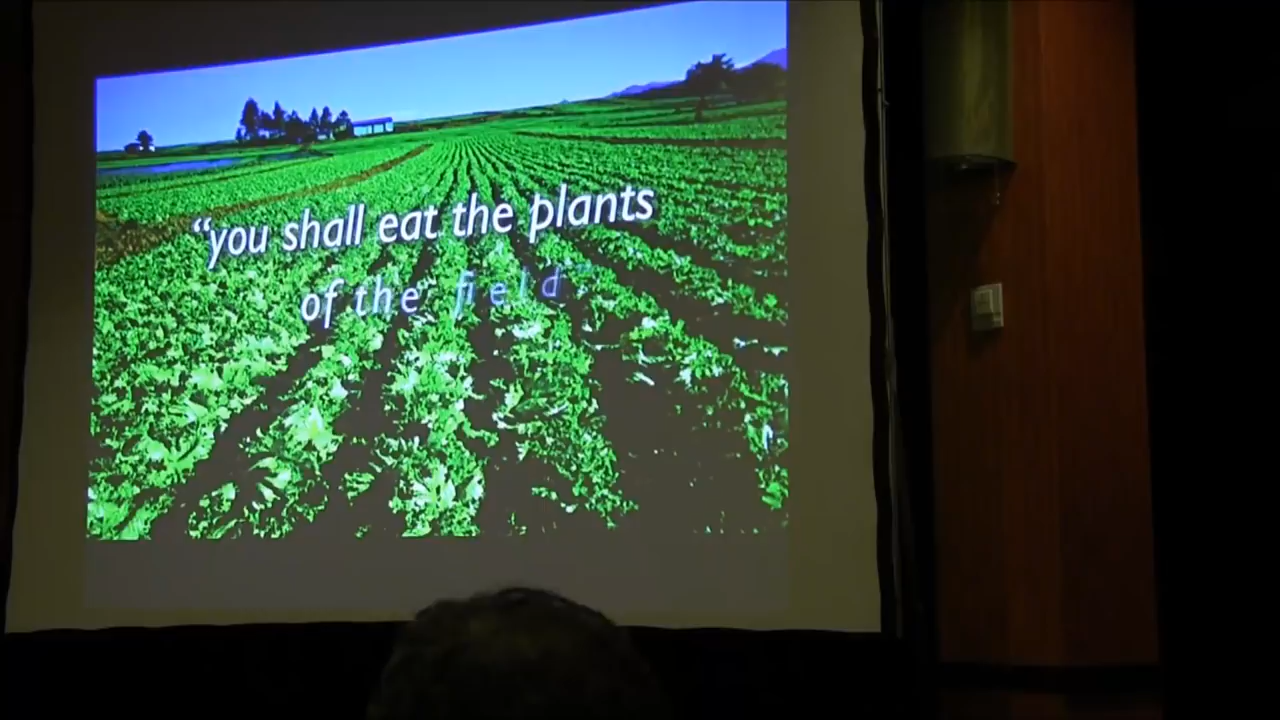 “you shall eat the plants
of the field”